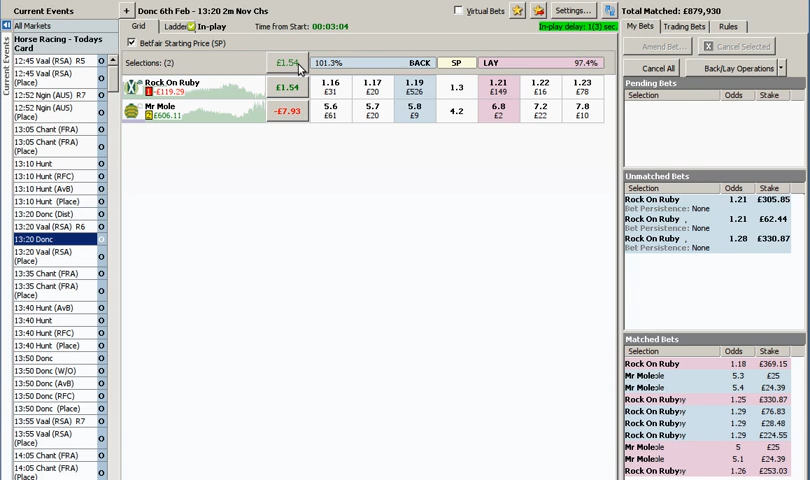 Current Events
Current Events
All Markets
Horse Racing - Todays
Card
12:45 Vaal (RSA) R5 O
12:52 Vaal (RSA)
(Place) O
12:52 Ngin (AUS) R7 O
12:52 Ngin (AUS)
(Place) O
13:05 Chant (FRA) O
13:05 Chant (FRA)
(Place) O
13:10 Hunt O
13:10 Hunt (RFC) O
13:10 Hunt (AvB) O
13:10 Hunt (Place) O
13:20 Donc (Dist) O
13:20 Vaal (RSA) R6 O
13:20 Donc O
13:20 Vaal (RSA)
(Place) O
13:35 Chant (FRA) O
13:35 Chant (FRA)
(Place) O
13:40 Hunt (AvB) O
13:40 Hunt O
13:40 Hunt (RFC) O
13:40 Hunt (Place) O
13:50 Donc O
13:50 Donc (W/O) O
13:50 Donc (AvB) O
13:50 Donc (RFC) O
13:50 Donc (Place) O
13:55 Vaal (RSA) R7 O
13:55 Vaal (RSA)
(Place) O
14:05 Chant (FRA) O
14:05 Chant (FRA)
(Place) O
+ Donc 6th Feb - 13:20 2m Nov Chs
Virtual Bets
Settings...
Grid Ladder In-play Time From Start: 00:03:04 In-play delay: 1(3) sec
Betfair Starting Price (SP)
Selections: (2) £1.54 101.3% BACK SP LAY 97.4%
Rock On Ruby
1 -£119.29 £1.54
1.16 1.17 1.19 1.3 1.21 1.22 1.23
£31 £20 £526 £149 £16 £78
Mr Mole
2 £606.11 -£7.93
5.6 5.7 5.8 4.2 6.8 7.2 7.8
£61 £20 £9 £2 £22 £10
Total Matched: £879,930
My Bets Trading Bets Rules
Amend Bet... Cancel Selected
Cancel All Back/Lay Operations
Pending Bets
Selection Odds Stake
Unmatched Bets
Selection Odds Stake
Rock On Ruby 1.21 £305.85
Bet Persistence: None
Rock On Ruby 1.21 £62.44
Bet Persistence: None
Rock On Ruby 1.28 £330.87
Bet Persistence: None
Matched Bets
Selection Odds Stake
Rock On Ruby 1.18 £369.15
Mr Mole 5.3 £25
Mr Mole 5.4 £24.39
Rock On Ruby 1.25 £330.87
Rock On Ruby 1.29 £76.83
Rock On Ruby 1.29 £28.48
Rock On Ruby 1.29 £224.55
Mr Mole 5 £25
Mr Mole 5.1 £24.39
Rock On Ruby 1.26 £253.03